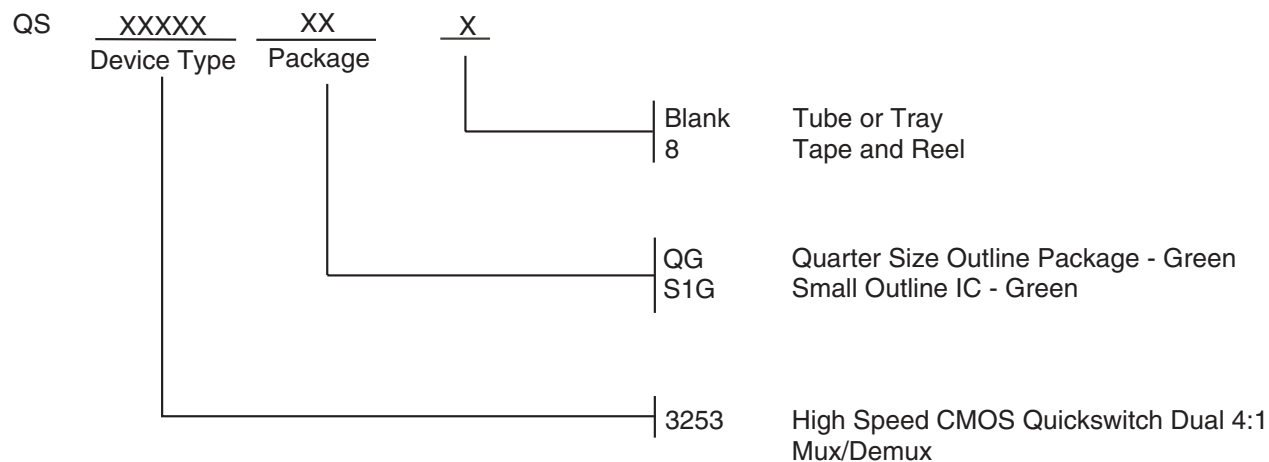 QS XXXXX XX X
Device Type Package
Blank Tube or Tray
8 Tape and Reel
QG Quarter Size Outline Package - Green
S1G Small Outline IC - Green
3253 High Speed CMOS Quickswitch Dual 4:1
Mux/Demux